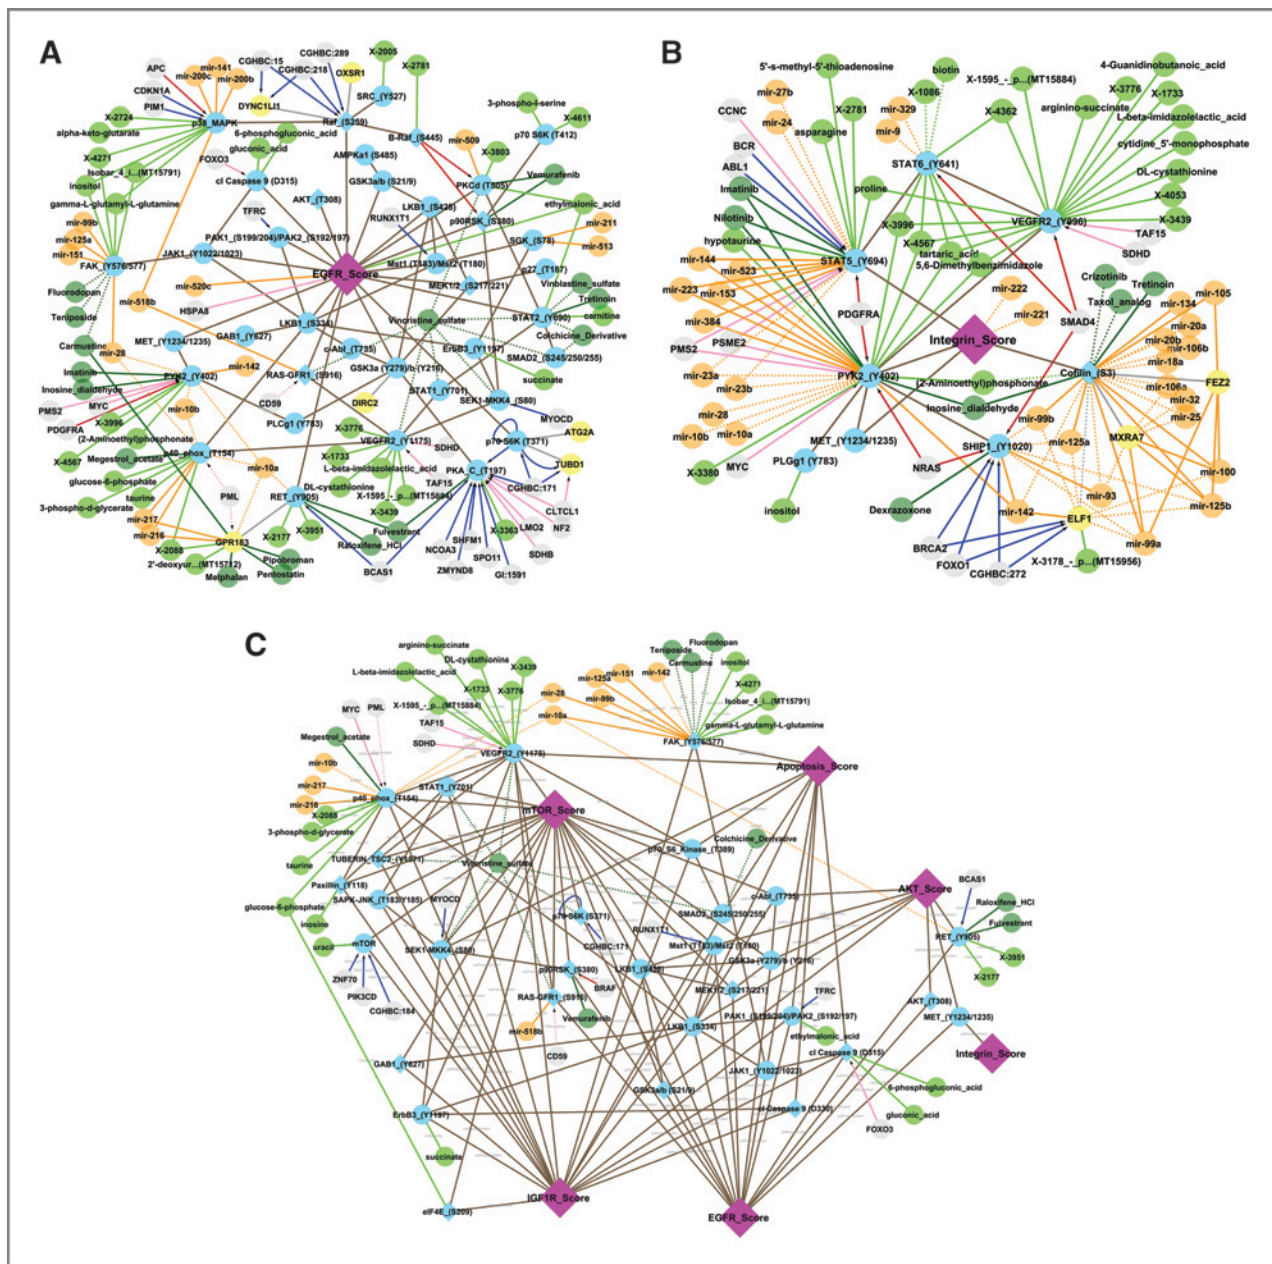 A
CGHBC:289
CGHBC:15
X-2005
mir-141
APC
mir-200c
mir-200b
CGHBC:218
OXSR1
X-2781
CDKN1A
SRC_(Y527)
PIM1
DYNC1LI1
3-phospho-l-serine
X-2724
p38_MAPK
Raf_(S259)
X-4611
alpha-keto-glutarate
6-phosphogluconic_acid
B-Raf_(S445)
p70 S6K (T412)
gluconic_acid
mir-509
AMPKa1 (S485)
X-3803
X-4271
FOXO3
Isobar_4_i...(MT15791)
cl Caspase 9 (D315)
GSK3a/b (S21/9)
PKCd (T505)
Vemurafenib
inositol
AKT_(T308)
LKB1_(S428)
ethylmalonic_acid
gamma-L-glutamyl-L-glutamine
TFRC
RUNX1T1
p90RSK_(S380)
mir-99b
mir-211
mir-125a
PAK1_(S199/204)/PAK2_(S192/197)
SGK_(S78)
mir-513
mir-151
JAK1_(Y1022/1023)
FAK_(Y576/577)
Mst1 (T183)/Mst2 (T180)
p27_(T187)
EGFR_Score
MEK1/2_(S217/221)
Vinblastine_sulfate
Fluorodopan
mir-520c
Tretinoin
Teniposide
mir-518b
HSPA8
carnitine
Vincristine_sulfate
STAT2_(Y690)
LKB1_(S334)
Colchicine_Derivative
Carmustine
GAB1_(Y627)
MET_(Y1234/1235)
c-Abl_(T735)
ErbB3_(Y1197)
SMAD2_(S245/250/255)
mir-28
Imatinib
mir-142
GSK3a (Y279)/b (Y216)
PYK2_(Y402)
RAS-GFR1_(S916)
succinate
Inosine_dialdehyde
STAT1_(Y701)
SEK1-MKK4_(S80)
PMS2
MYC
CD59
DIRC2
mir-10b
MYOCD
PDGFRA
X-3996
PLCg1 (Y783)
X-3776
ATG2A
(2-Aminoethyl)phosphonate
VEGFR2_(Y1175)
SDHD
p70-S6K (T371)
p40_phox_(T154)
X-1733
X-4567
Megestrol_acetate
mir-10a
L-beta-imidazolelactic_acid
PKA_C_(T197)
TUBD1
glucose-6-phosphate
RET_(Y905)
DL-cystathionine
TAF15
CGHBC:171
taurine
PML
X-1595_-_p...(MT15884)
3-phospho-d-glycerate
CLTCL1
X-3951
X-3439
mir-217
Fulvestrant
X-3363
LMO2
NF2
mir-216
X-2177
Raloxifene_HCl
SHFM1
X-2088
GPR183
NCOA3
SPO11
SDHB
2'-deoxyur...(MT15712)
Pipobroman
BCAS1
ZMYND8
GI:1591
Melphalan
Pentostatin
B
5'-s-methyl-5'-thioadenosine
biotin
4-Guanidinobutanoic_acid
X-1595_-_p...(MT15884)
mir-27b
X-1086
X-3776
CCNC
X-2781
mir-329
X-4362
X-1733
mir-24
arginino-succinate
asparagine
mir-9
L-beta-imidazolelactic_acid
BCR
cytidine_5'-monophosphate
ABL1
STAT6_(Y641)
DL-cystathionine
Imatinib
proline
X-4053
Nilotinib
X-3996
VEGFR2_(Y996)
X-3439
hypotaurine
X-4567
TAF15
mir-144
tartaric_acid
SDHD
STAT5_(Y694)
5,6-Dimethylbenzimidazole
mir-523
Crizotinib
mir-223
mir-153
mir-222
Tretinoin
mir-105
Taxol_analog
mir-134
PDGFRA
mir-221
SMAD4
mir-384
mir-20a
PSME2
Integrin_Score
mir-20b
mir-106b
PMS2
mir-18a
PYK2_(Y402)
Cofilin_(S3)
mir-23a
(2-Aminoethyl)phosphonate
mir-106a
FEZ2
mir-23b
mir-32
Inosine_dialdehyde
mir-28
mir-99b
mir-25
mir-10b
mir-10a
MET_(Y1234/1235)
mir-125a
MXRA7
SHIP1_(Y1020)
MYC
PLGg1 (Y783)
NRAS
mir-100
X-3380
mir-93
Dexrazoxone
mir-142
mir-125b
inositol
ELF1
mir-99a
BRCA2
X-3178_-_p...(MT15956)
FOXO1
CGHBC:272
C
arginino-succinate
Fluorodopan
DL-cystathionine
Teniposide
X-3439
mir-151
mir-142
Carmustine
inositol
L-beta-imidazolelactic_acid
mir-125a
X-1733
X-3776
mir-28
X-4271
MYC
PML
X-1595_-_p...(MT15884)
mir-99b
Isobar_4_i...(MT15791)
TAF15
mir-10a
gamma-L-glutamyl-L-glutamine
Megestrol_acetate
SDHD
FAK_(Y576/577)
VEGFR2_(Y1175)
mir-10b
Apoptosis_Score
mir-217
STAT1_(Y701)
p40_phox_(T154)
mir-216
mTOR_Score
X-2088
3-phospho-d-glycerate
Colchicine_Derivative
p70_S6_Kinase_(T389)
taurine
TUBERIN_TSC2_(Y1571)
Vincristine_sulfate
BCAS1
Paxillin_(Y118)
c-Abl_(T735)
AKT_Score
Raloxifene_HCl
glucose-6-phosphate
SAPK-JNK_(T183/Y185)
MYOCD
p70-S6K (S371)
SMAD2_(S245/250/255)
Fulvestrant
inosine
RUNX1T1
RET_(Y905)
uracil
mTOR
SEK1-MKK4_(S80)
CGHBC:171
Mst1 (T183)/Mst2 (T180)
X-3951
GSK3a (Y279)/b (Y216)
ZNF70
p90RSK_(S380)
LKB1_(S428)
X-2177
PIK3CD
BRAF
MEK1/2_(S217/221)
TFRC
RAS-GFR1_(S916)
AKT_(T308)
CGHBC:184
Vemurafenib
PAK1_(S199/204)/PAK2_(S192/197)
MET_(Y1234/1235)
mir-518b
LKB1_(S334)
ethylmalonic_acid
CD59
cl Caspase 9 (D315)
Integrin_Score
GAB1_(Y627)
JAK1_(Y1022/1023)
6-phosphogluconic_acid
GSK3a/b (S21/9)
ErbB3_(Y1197)
cl Caspase 9 (D330)
gluconic_acid
FOXO3
succinate
IGF1R_Score
eIF4E_(S209)
EGFR_Score